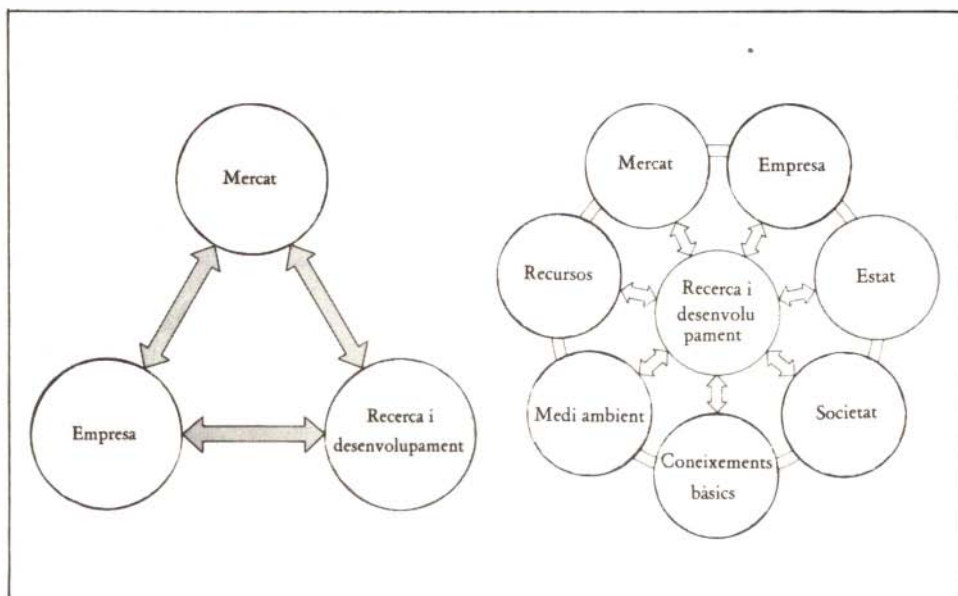 Mercat
Empresa
Recerca i
desenvolupament
Mercat
Empresa
Recursos
Recerca i
desenvolu
pament
Estat
Medi ambient
Societat
Coneixements
bàsics